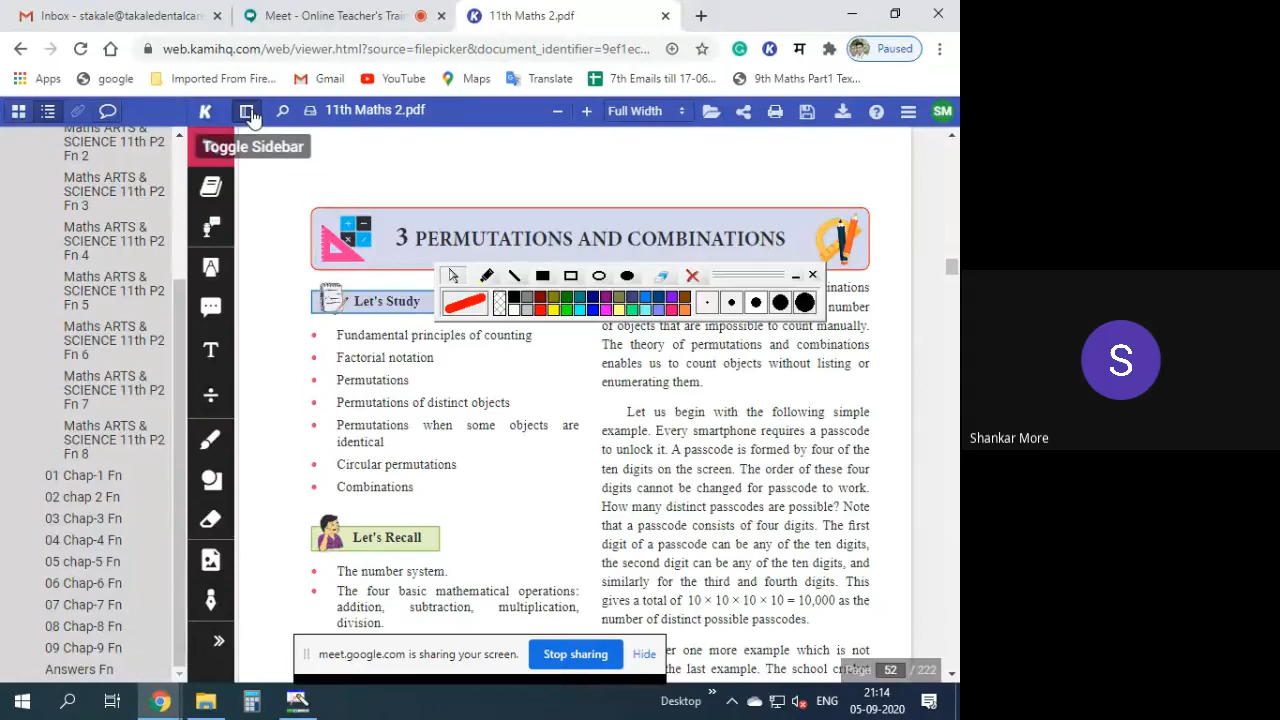 Inbox - stakale@takaledentalcare
Meet - Online Teacher's Train
11th Maths 2.pdf
web.kamihq.com/web/viewer.html?source=filepicker&document_identifier=9ef1ec...
Paused
Apps
google
Imported From Fire...
Gmail
YouTube
Maps
Translate
7th Emails till 17-06...
9th Maths Part1 Tex...
11th Maths 2.pdf
Full Width
SM
Toggle Sidebar
Maths ARTS &
SCIENCE 11th P2
Fn 2
Maths ARTS &
SCIENCE 11th P2
Fn 3
Maths ARTS &
SCIENCE 11th P2
Fn 4
Maths ARTS &
SCIENCE 11th P2
Fn 5
Maths ARTS &
SCIENCE 11th P2
Fn 6
Maths ARTS &
SCIENCE 11th P2
Fn 7
Maths ARTS &
SCIENCE 11th P2
Fn 8
01 Chap-1 Fn
02 chap 2 Fn
03 Chap-3 Fn
04 Chap-4 Fn
05 chap-5 Fn
06 Chap-6 Fn
07 Chap-7 Fn
08 Chap-8 Fn
09 Chap-9 Fn
Answers Fn
3 PERMUTATIONS AND COMBINATIONS
Let's Study
Fundamental principles of counting
Factorial notation
Permutations
Permutations of distinct objects
Permutations when some objects are
identical
Circular permutations
Combinations
Let's Recall
The number system.
The four basic mathematical operations:
addition, subtraction, multiplication,
division.
inations
number
of objects that are impossible to count manually.
The theory of permutations and combinations
enables us to count objects without listing or
enumerating them.
Let us begin with the following simple
example. Every smartphone requires a passcode
to unlock it. A passcode is formed by four of the
ten digits on the screen. The order of these four
digits cannot be changed for passcode to work.
How many distinct passcodes are possible? Note
that a passcode consists of four digits. The first
digit of a passcode can be any of the ten digits,
the second digit can be any of the ten digits, and
similarly for the third and fourth digits. This
gives a total of 10 × 10 × 10 × 10 = 10,000 as the
number of distinct possible passcodes.
er one more example which is not
the last example. The school
Page 52 / 222
meet.google.com is sharing your screen.
Stop sharing
Hide
Desktop
ENG
21:14
05-09-2020
S
Shankar More